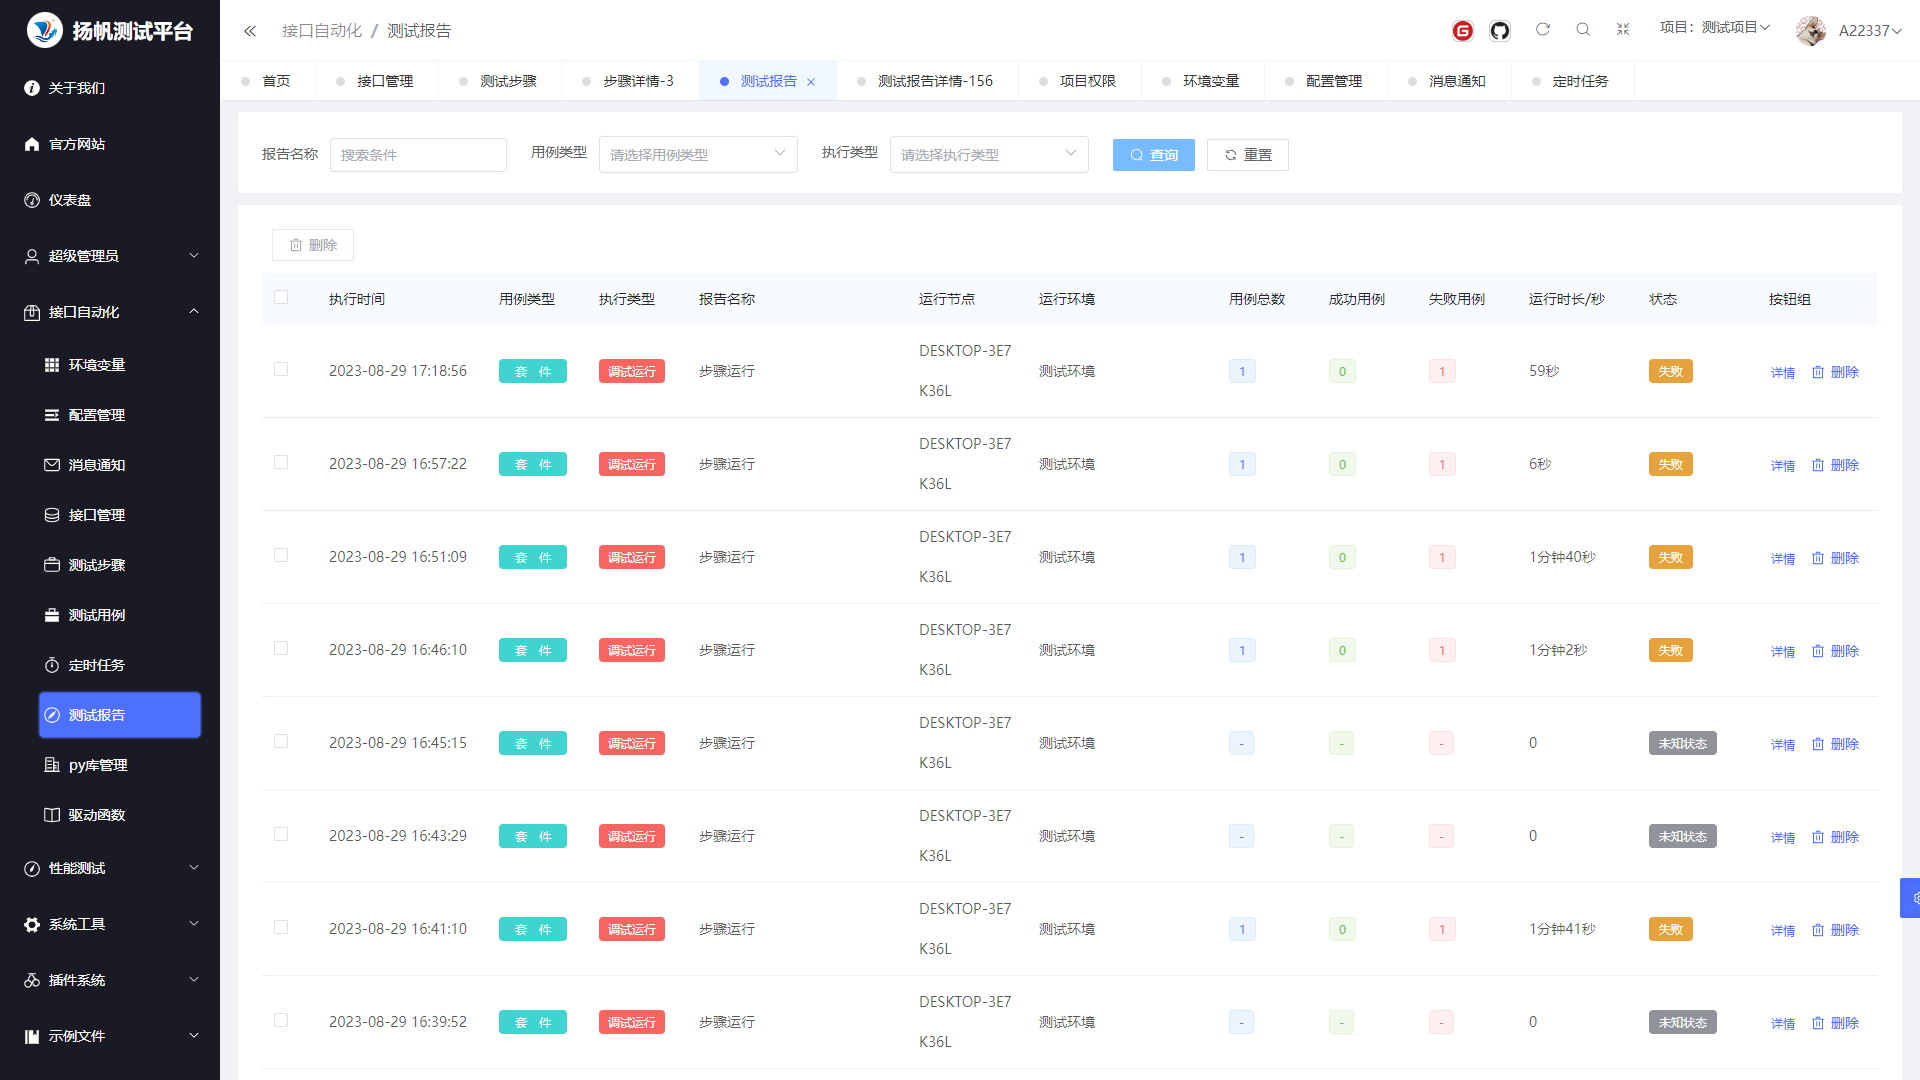 扬帆测试平台
关于我们
官方网站
仪表盘
超级管理员
接口自动化
环境变量
配置管理
消息通知
接口管理
测试步骤
测试用例
定时任务
测试报告
py库管理
驱动函数
性能测试
系统工具
插件系统
示例文件
接口自动化 / 测试报告
项目：测试项目
A22337
首页 接口管理 测试步骤 步骤详情-3 测试报告 测试报告详情-156 项目权限 环境变量 配置管理 消息通知 定时任务
报告名称 搜索条件 用例类型 请选择用例类型 执行类型 请选择执行类型 查询 重置
删除
执行时间 用例类型 执行类型 报告名称 运行节点 运行环境 用例总数 成功用例 失败用例 运行时长/秒 状态 按钮组
2023-08-29 17:18:56 套 件 调试运行 步骤运行 DESKTOP-3E7 测试环境 1 0 1 59秒 失败 详情 删除
K36L
2023-08-29 16:57:22 套 件 调试运行 步骤运行 DESKTOP-3E7 测试环境 1 0 1 6秒 失败 详情 删除
K36L
2023-08-29 16:51:09 套 件 调试运行 步骤运行 DESKTOP-3E7 测试环境 1 0 1 1分钟40秒 失败 详情 删除
K36L
2023-08-29 16:46:10 套 件 调试运行 步骤运行 DESKTOP-3E7 测试环境 1 0 1 1分钟2秒 失败 详情 删除
K36L
2023-08-29 16:45:15 套 件 调试运行 步骤运行 DESKTOP-3E7 测试环境 - - - 0 未知状态 详情 删除
K36L
2023-08-29 16:43:29 套 件 调试运行 步骤运行 DESKTOP-3E7 测试环境 - - - 0 未知状态 详情 删除
K36L
2023-08-29 16:41:10 套 件 调试运行 步骤运行 DESKTOP-3E7 测试环境 1 0 1 1分钟41秒 失败 详情 删除
K36L
2023-08-29 16:39:52 套 件 调试运行 步骤运行 DESKTOP-3E7 测试环境 - - - 0 未知状态 详情 删除
K36L